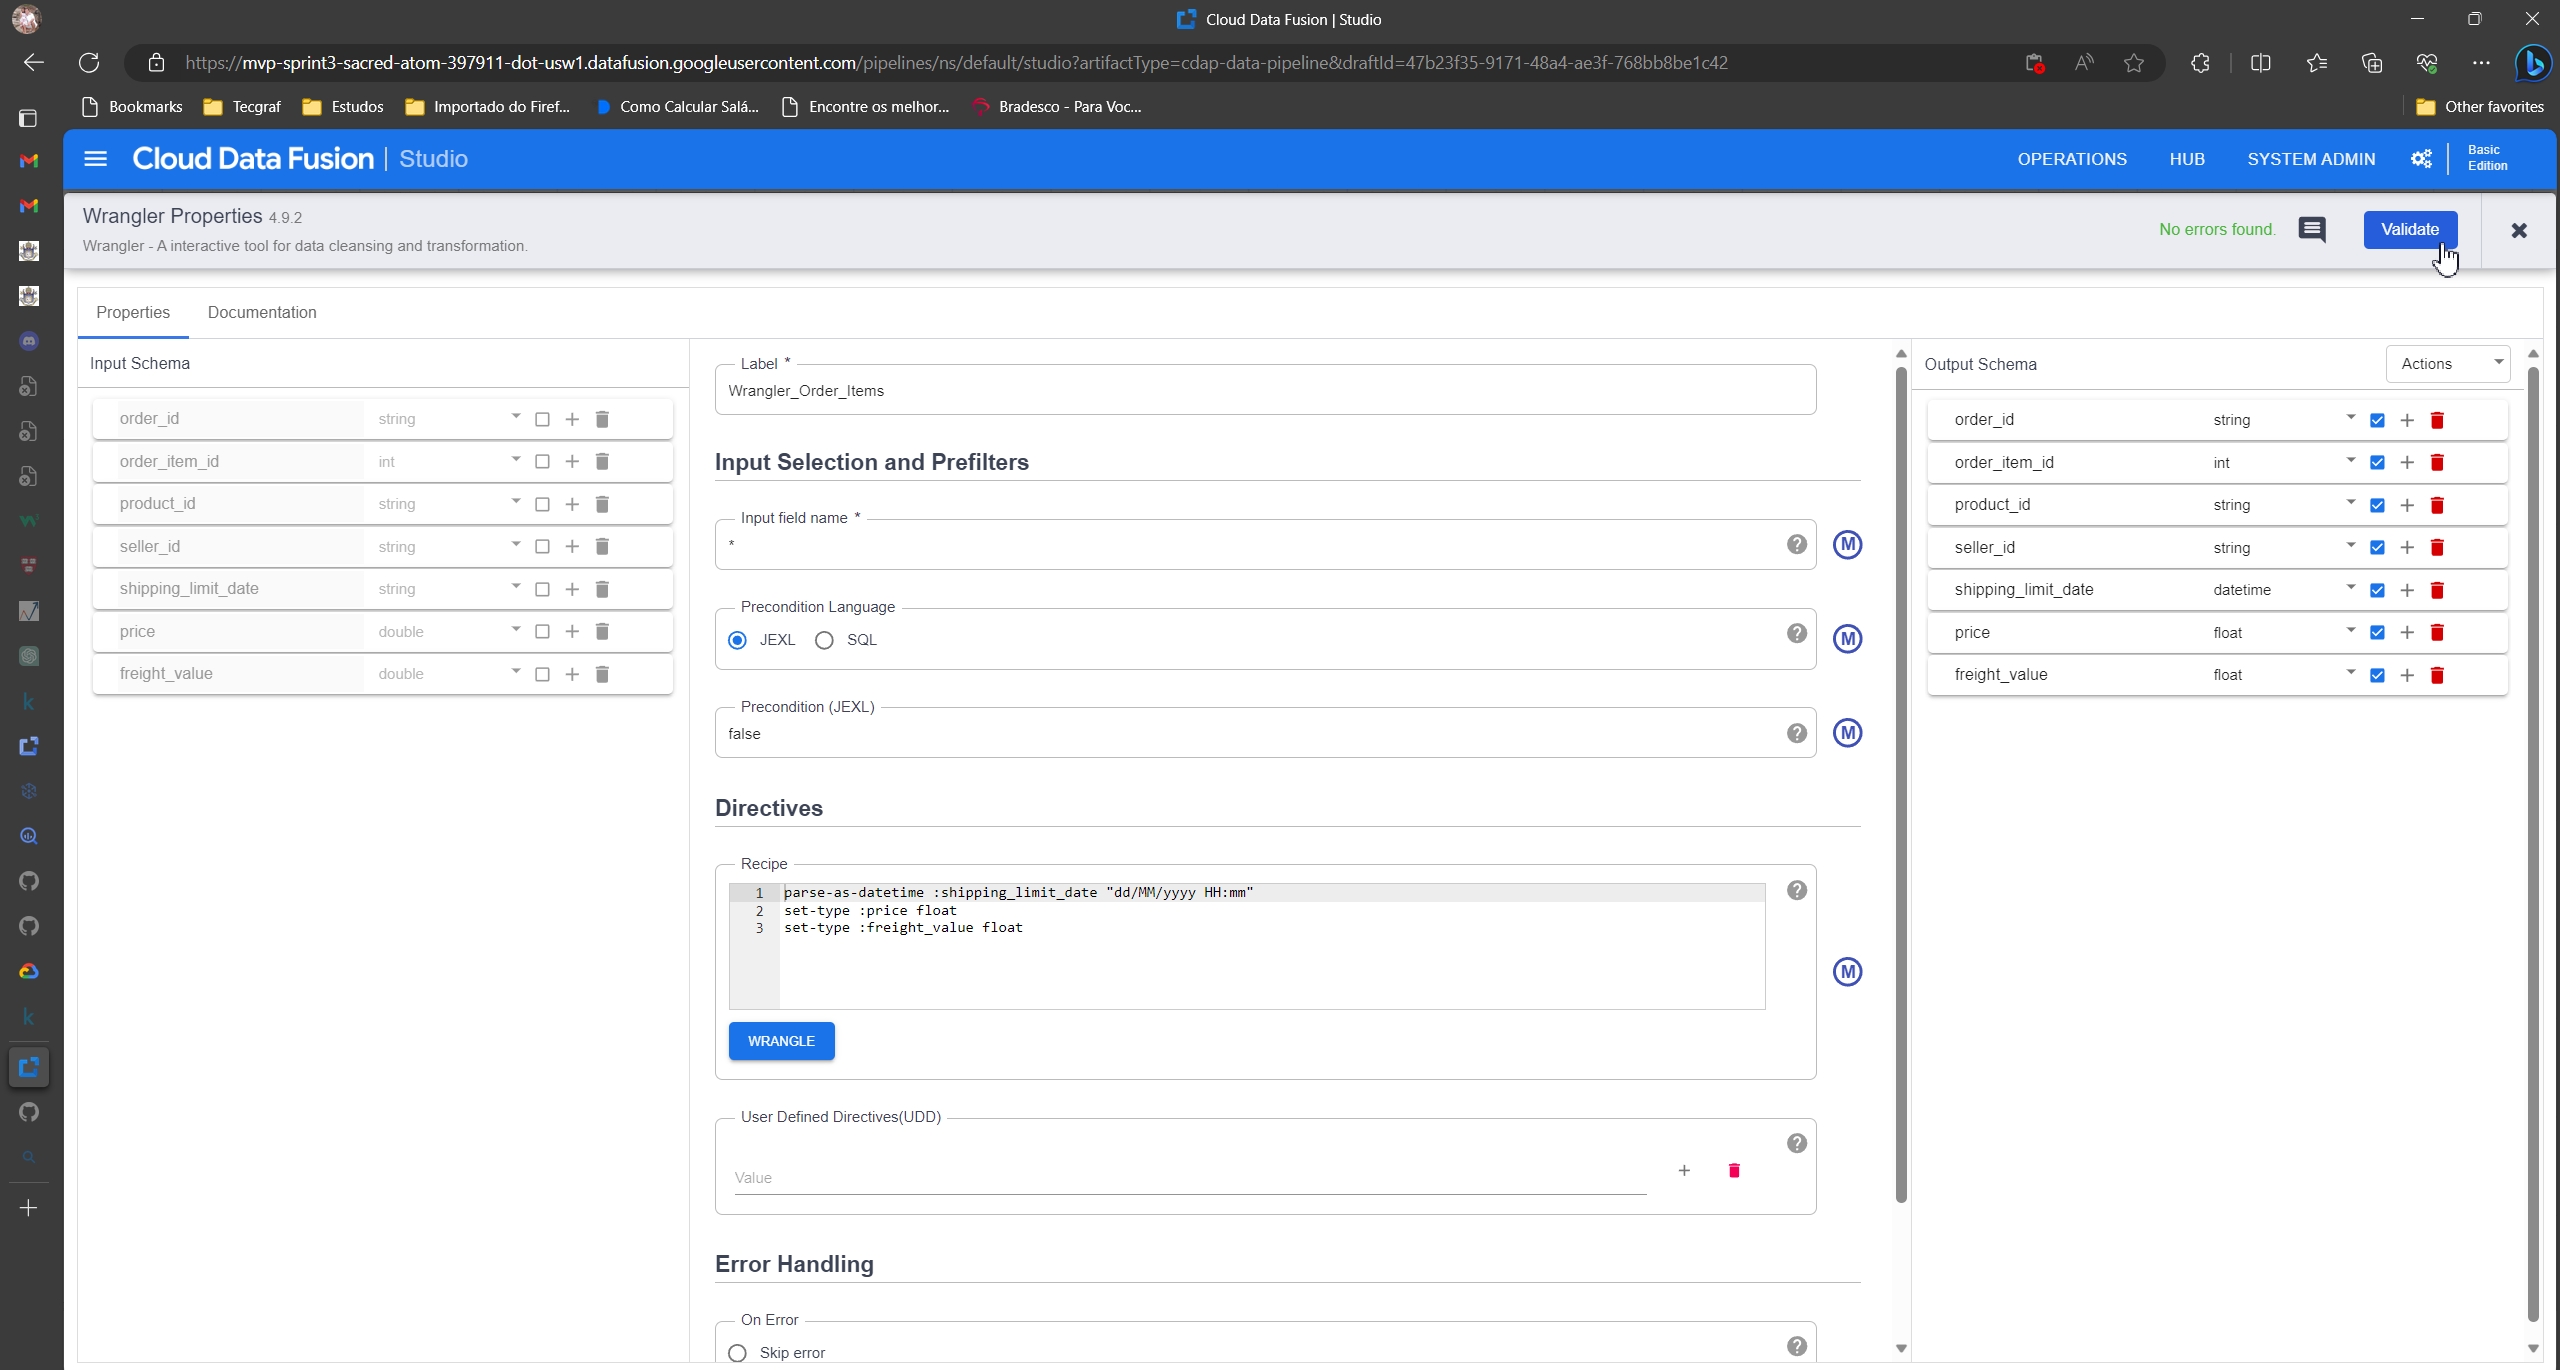 Cloud Data Fusion | Studio
https://mvp-sprint3-sacred-atom-397911-dot-usw1.datafusion.googleusercontent.com/pipelines/ns/default/studio?artifactType=cdap-data-pipeline&draftId=47b23f35-9171-48a4-ae3f-768bb8be1c42
Bookmarks Tecgraf Estudos Importado do Firef... Como Calcular Salá... Encontre os melhor... Bradesco - Para Voc... Other favorites
Cloud Data Fusion | Studio OPERATIONS HUB SYSTEM ADMIN Basic Edition
Wrangler Properties 4.9.2
Wrangler - A interactive tool for data cleansing and transformation.
No errors found. Validate
Properties Documentation
Input Schema
order_id string
order_item_id int
product_id string
seller_id string
shipping_limit_date string
price double
freight_value double
Label *
Wrangler_Order_Items
Input Selection and Prefilters
Input field name *
*
M
Precondition Language
JEXL SQL
M
Precondition (JEXL)
false
M
Directives
Recipe
1 parse-as-datetime :shipping_limit_date "dd/MM/yyyy HH:mm"
2 set-type :price float
3 set-type :freight_value float
M
WRANGLE
User Defined Directives(UDD)
Value
Error Handling
On Error
Skip error
Output Schema Actions
order_id string
order_item_id int
product_id string
seller_id string
shipping_limit_date datetime
price float
freight_value float